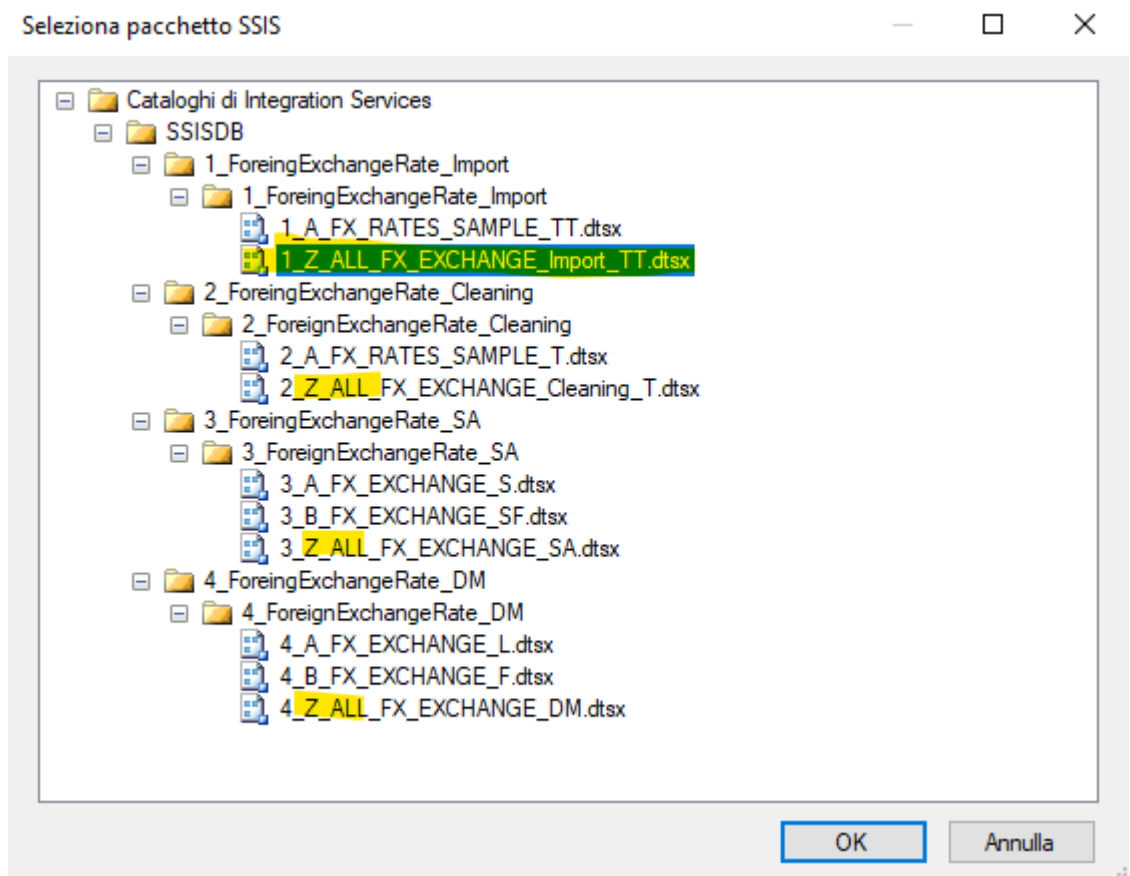 Seleziona pacchetto SSIS
Cataloghi di Integration Services
SSISDB
1_ForeingExchangeRate_Import
1_ForeingExchangeRate_Import
1_A_FX_RATES_SAMPLE_TT.dtsx
1_Z_ALL_FX_EXCHANGE_Import_TT.dtsx
2_ForeingExchangeRate_Cleaning
2_ForeignExchangeRate_Cleaning
2_A_FX_RATES_SAMPLE_T.dtsx
2_Z_ALL_FX_EXCHANGE_Cleaning_T.dtsx
3_ForeingExchangeRate_SA
3_ForeignExchangeRate_SA
3_A_FX_EXCHANGE_S.dtsx
3_B_FX_EXCHANGE_SF.dtsx
3_Z_ALL_FX_EXCHANGE_SA.dtsx
4_ForeingExchangeRate_DM
4_ForeignExchangeRate_DM
4_A_FX_EXCHANGE_L.dtsx
4_B_FX_EXCHANGE_F.dtsx
4_Z_ALL_FX_EXCHANGE_DM.dtsx
OK Annulla